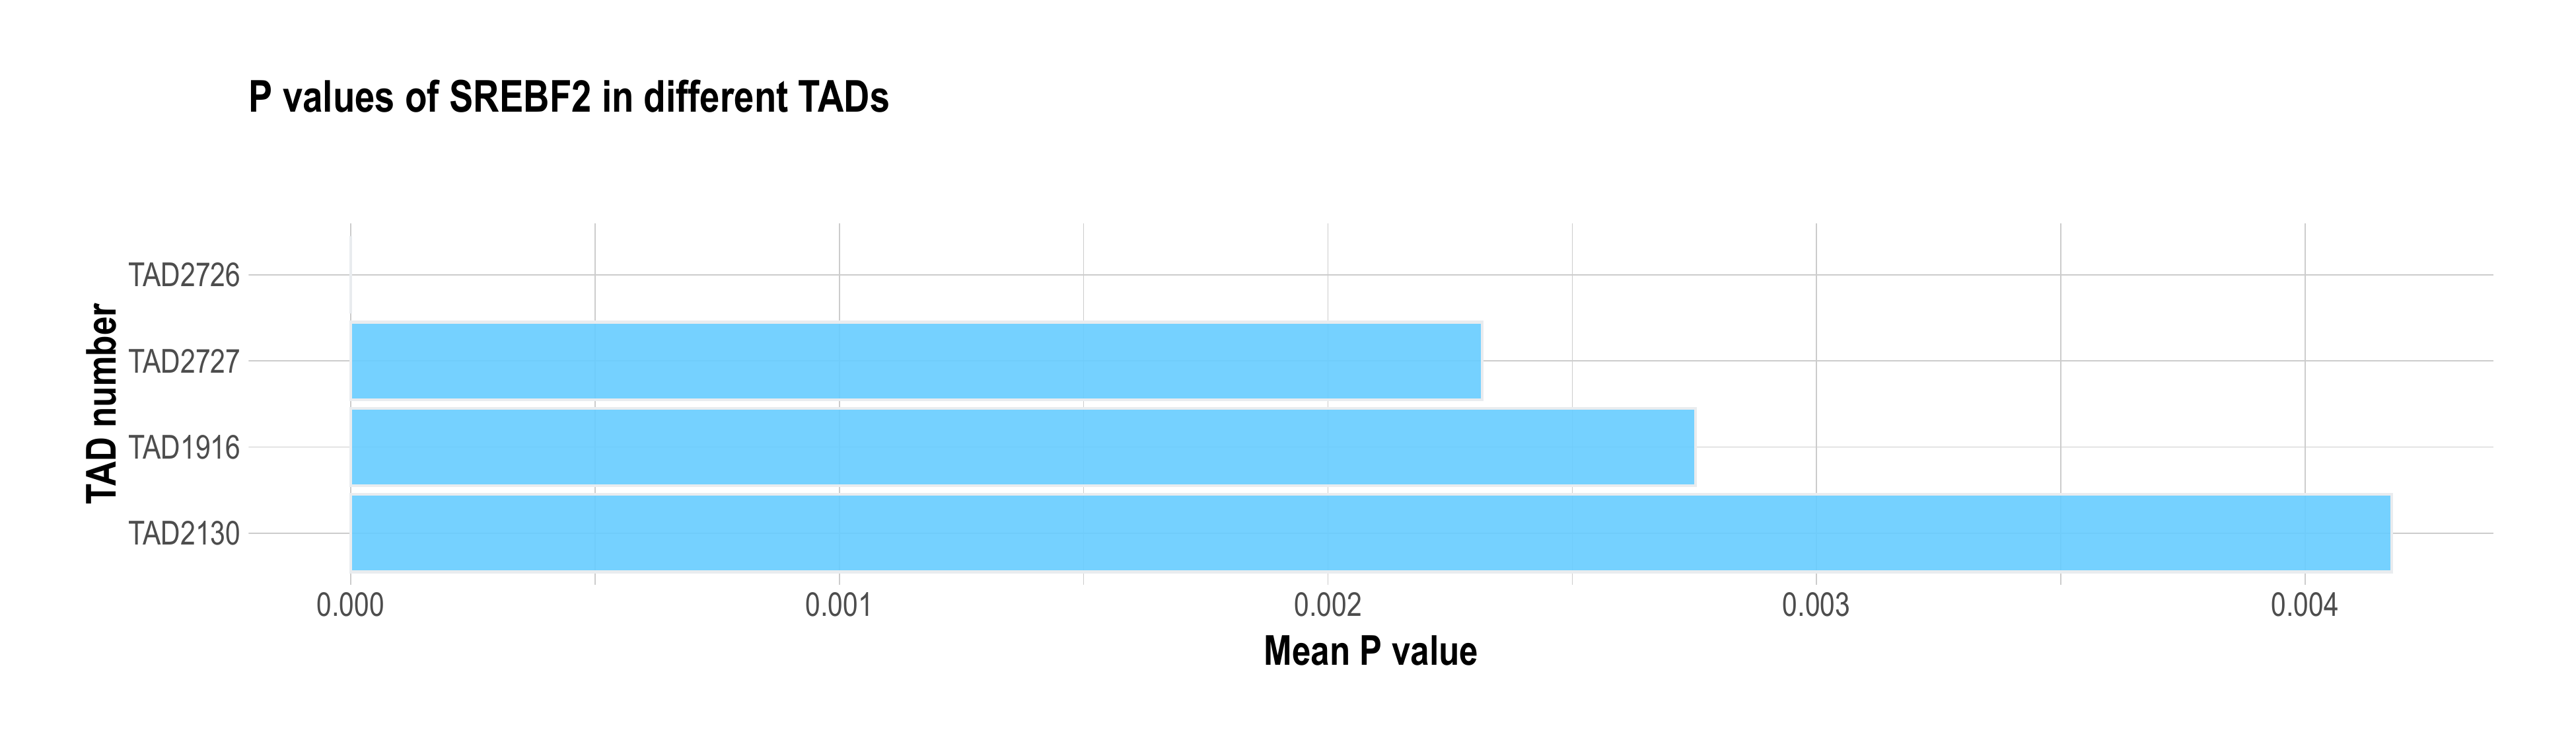 P values of SREBF2 in different TADs
TAD number
TAD2726
TAD2727
TAD1916
TAD2130
0.000 0.001 0.002 0.003 0.004
Mean P value